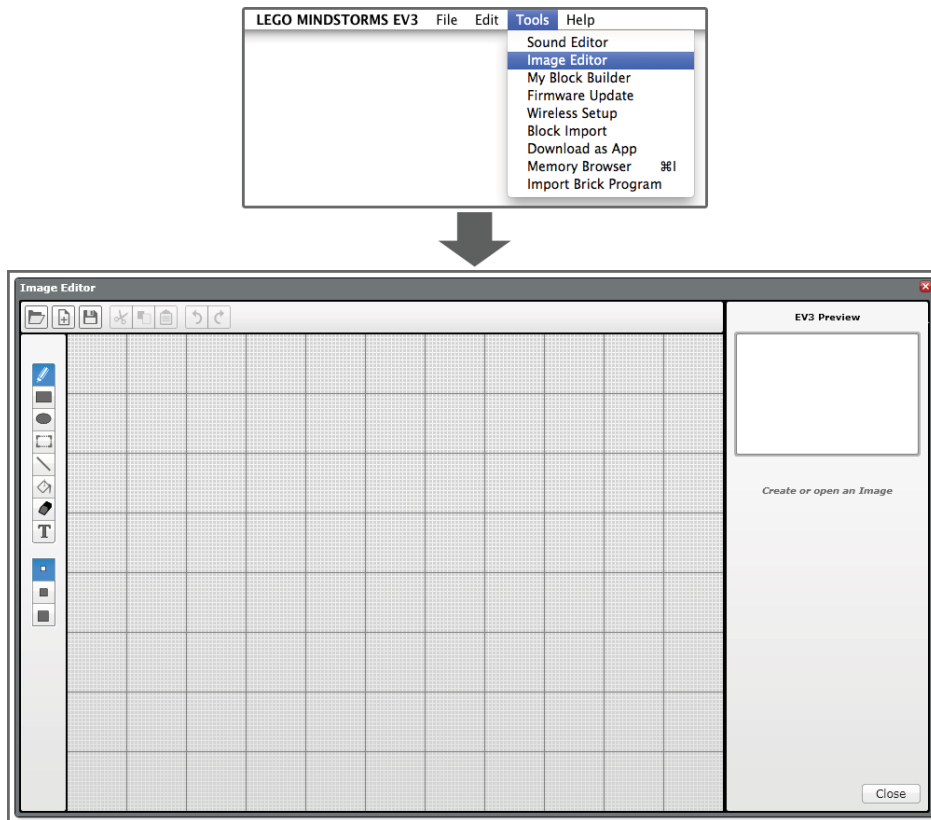 LEGO MINDSTORMS EV3 File Edit Tools Help
Sound Editor
Image Editor
My Block Builder
Firmware Update
Wireless Setup
Block Import
Download as App
Memory Browser ⌘I
Import Brick Program
Image Editor
EV3 Preview
Create or open an Image
T
Close